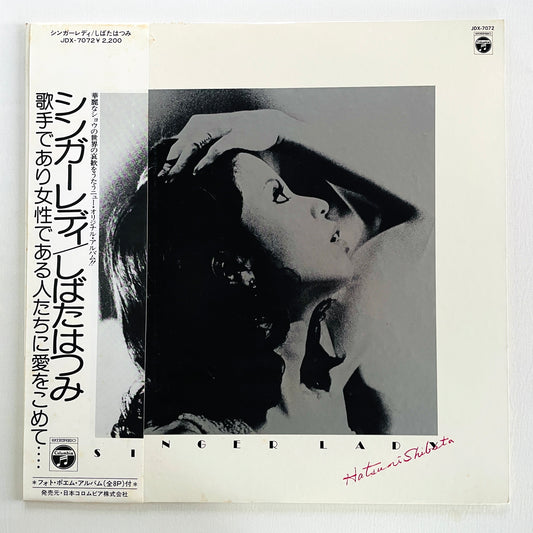 シンガーレディ/しばたはつみ
JDX-7072 ¥2,200
華麗なショウの世界の哀歓をうたうニュー・オリジナル・アルバム!!
シンガーレディ/しばたはつみ
歌手であり女性である人たちに愛をこめて‥‥
STEREO
Columbia
*フォト・ポエム・アルバム(全8P)付*
発売元・日本コロムビア株式会社
JDX-7072
STEREO
Columbia
SINGER LADY
Hatsumi Shibata